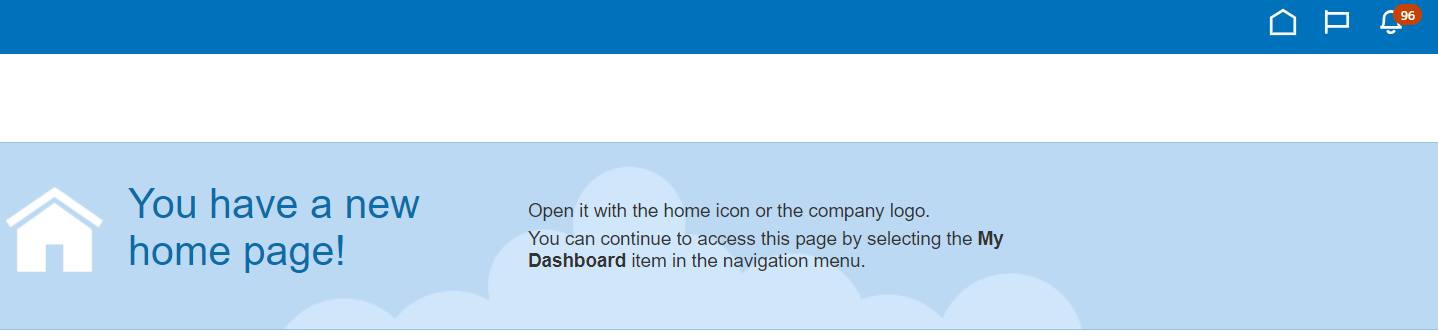 96
You have a new
home page!
Open it with the home icon or the company logo.
You can continue to access this page by selecting the My
Dashboard item in the navigation menu.